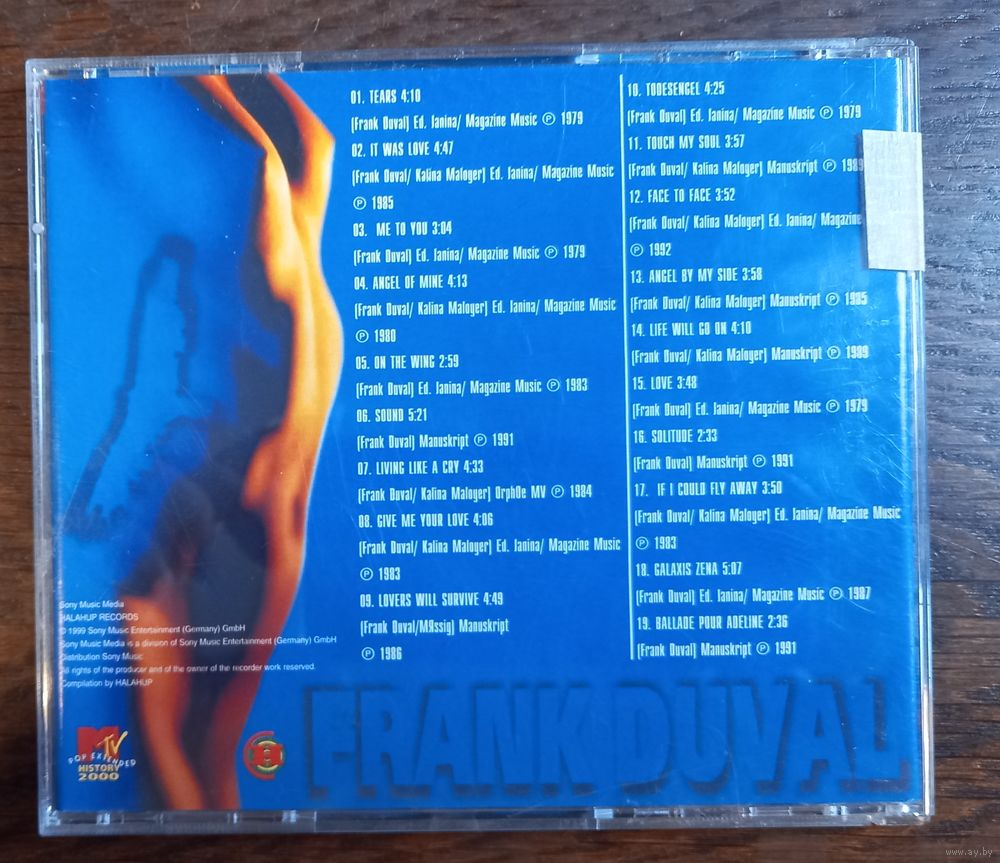 01. TEARS 4:10
(Frank Duval) Ed. Janina/ Magazine Music ℗ 1979
02. IT WAS LOVE 4:47
(Frank Duval/ Kalina Maloyer) Ed. Janina/ Magazine Music
℗ 1985
03. ME TO YOU 3:04
(Frank Duval) Ed. Janina/ Magazine Music ℗ 1979
04. ANGEL OF MINE 4:13
(Frank Duval/ Kalina Maloyer) Ed. Janina/ Magazine Music
℗ 1980
05. ON THE WING 2:59
(Frank Duval) Ed. Janina/ Magazine Music ℗ 1983
06. SOUND 5:21
(Frank Duval) Manuskript ℗ 1991
07. LIVING LIKE A CRY 4:33
(Frank Duval/ Kalina Maloyer) OrphOe MV ℗ 1984
08. GIVE ME YOUR LOVE 4:06
(Frank Duval/ Kalina Maloyer) Ed. Janina/ Magazine Music
℗ 1983
09. LOVERS WILL SURVIVE 4:49
(Frank Duval/MЯssig) Manuskript
℗ 1986
10. TODESENGEL 4:25
(Frank Duval) Ed. Janina/ Magazine Music ℗ 1979
11. TOUCH MY SOUL 3:57
(Frank Duval/ Kalina Maloyer) Manuskript ℗ 1989
12. FACE TO FACE 3:52
(Frank Duval/ Kalina Maloyer) Ed. Janina/ Magazine
℗ 1992
13. ANGEL BY MY SIDE 3:58
(Frank Duval/ Kalina Maloyer) Manuskript ℗ 1985
14. LIFE WILL GO ON 4:10
(Frank Duval/ Kalina Maloyer) Manuskript ℗ 1989
15. LOVE 3:48
(Frank Duval) Ed. Janina/ Magazine Music ℗ 1979
16. SOLITUDE 2:33
(Frank Duval) Manuskript ℗ 1991
17. IF I COULD FLY AWAY 3:50
(Frank Duval/ Kalina Maloyer) Ed. Janina/ Magazine Music
℗ 1983
18. GALAXIS ZENA 5:07
(Frank Duval) Ed. Janina/ Magazine Music ℗ 1987
19. BALLADE POUR ADELINE 2:36
(Frank Duval) Manuskript ℗ 1991
Sony Music Media
HALAHUP RECORDS
© 1999 Sony Music Entertainment (Germany) GmbH
Sony Music Media is a division of Sony Music Entertainment (Germany) GmbH
Distribution Sony Music
All rights of the producer and of the owner of the recorder work reserved.
Compilation by HALAHUP
MTV
POP EXTENDED
HISTORY
2000
H
FRANK DUVAL
www.ay.by